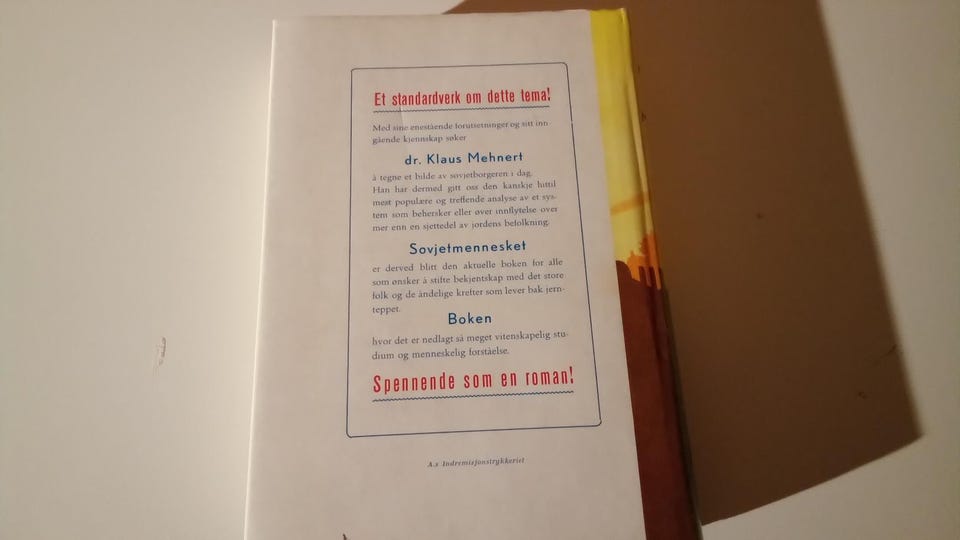 Et standardverk om dette tema!
Med sine enestående forutsetninger og sitt inn-
gående kjennskap søker
dr. Klaus Mehnert
å tegne et bilde av sovjetborgeren i dag.
Han har dermed gitt oss den kanskje hittil
mest populære og treffende analyse av et sys-
tem som behersker eller øver innflytelse over
mer enn en sjettedel av jordens befolkning.
Sovjetmennesket
er derved blitt den aktuelle boken for alle
som ønsker å stifte bekjentskap med det store
folk og de åndelige krefter som lever bak jern-
teppet.
Boken
hvor det er nedlagt så meget vitenskapelig stu-
dium og menneskelig forståelse.
Spennende som en roman!
A.s Indremisjonstrykkeriet